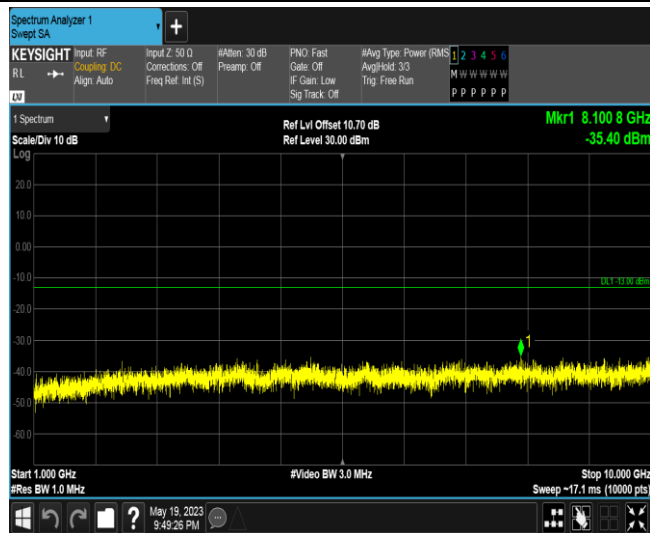 Spectrum Analyzer 1
Swept SA
+
KEYSIGHT
RL
LXI
Input: RF
Coupling: DC
Align: Auto
Input Z: 50 Ω
Corrections: Off
Freq Ref: Int (S)
#Atten: 30 dB
Preamp: Off
PNO: Fast
Gate: Off
IF Gain: Low
Sig Track: Off
#Avg Type: Power (RMS
Avg|Hold: 3/3
Trig: Free Run
1 2 3 4 5 6
M W W W W W
P P P P P P
1 Spectrum
Scale/Div 10 dB
Log
Ref Lvl Offset 10.70 dB
Ref Level 30.00 dBm
Mkr1 8.100 8 GHz
-35.40 dBm
20.0
10.0
0.00
-10.0
DL1 -13.00 dBm
-20.0
-30.0
1
-40.0
-50.0
-60.0
Start 1.000 GHz
#Res BW 1.0 MHz
#Video BW 3.0 MHz
Stop 10.000 GHz
Sweep ~17.1 ms (10000 pts)
?
May 19, 2023
9:49:26 PM